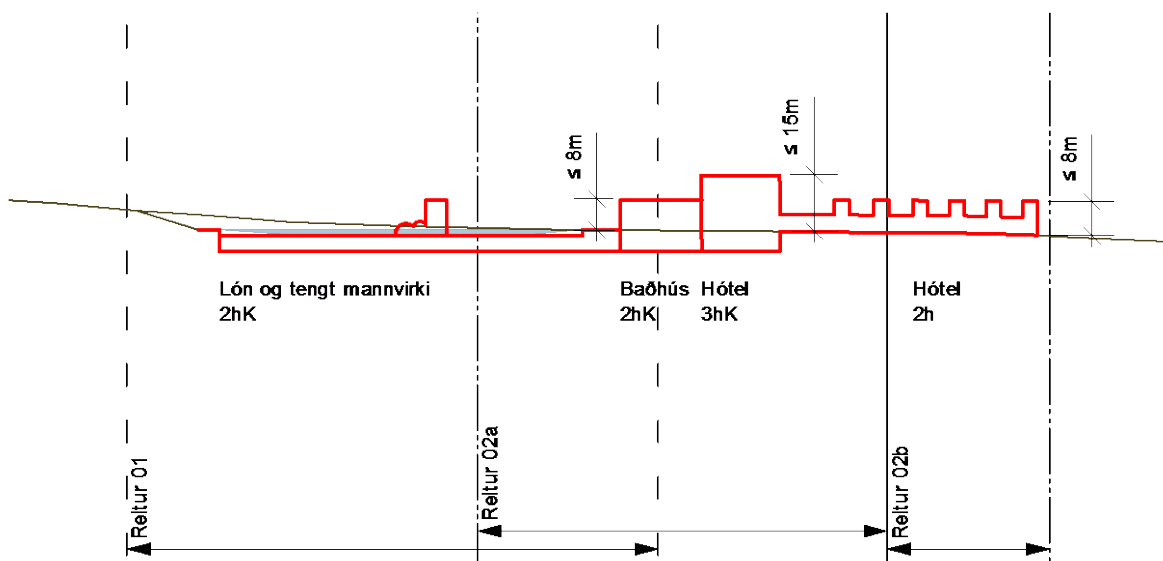 ≤ 8m
≤ 15m
≤ 8m
Lón og tengt mannvirki
2hK
Baðhús
2hK
Hótel
3hK
Hótel
2h
Reitur 01
Reitur 02a
Reitur 02b